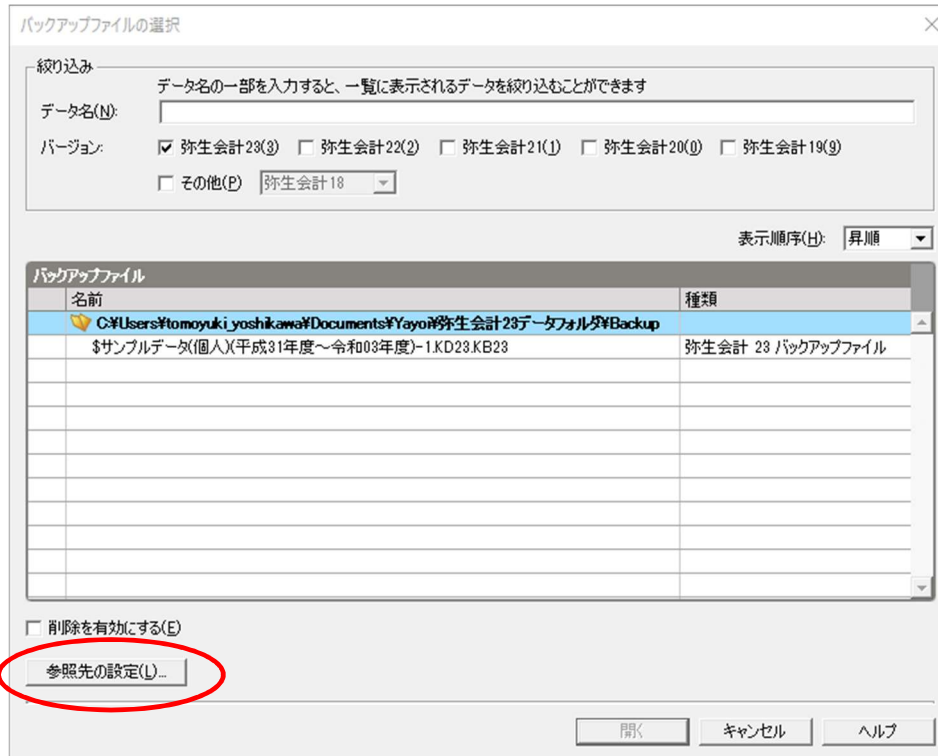 バックアップファイルの選択
絞り込み
データ名の一部を入力すると、一覧に表示されるデータを絞り込むことができます
データ名(N):
バージョン: 弥生会計23(3) 弥生会計22(2) 弥生会計21(1) 弥生会計20(0) 弥生会計19(9)
その他(P) 弥生会計18
表示順序(H): 昇順
バックアップファイル
名前 種類
C:¥Users¥tomoyuki_yoshikawa¥Documents¥Yayoi¥弥生会計23データフォルダ¥Backup
$サンプルデータ(個人)(平成31年度～令和03年度)-1.KD23.KB23 弥生会計 23 バックアップファイル
削除を有効にする(E)
参照先の設定(L)...
開く キャンセル ヘルプ